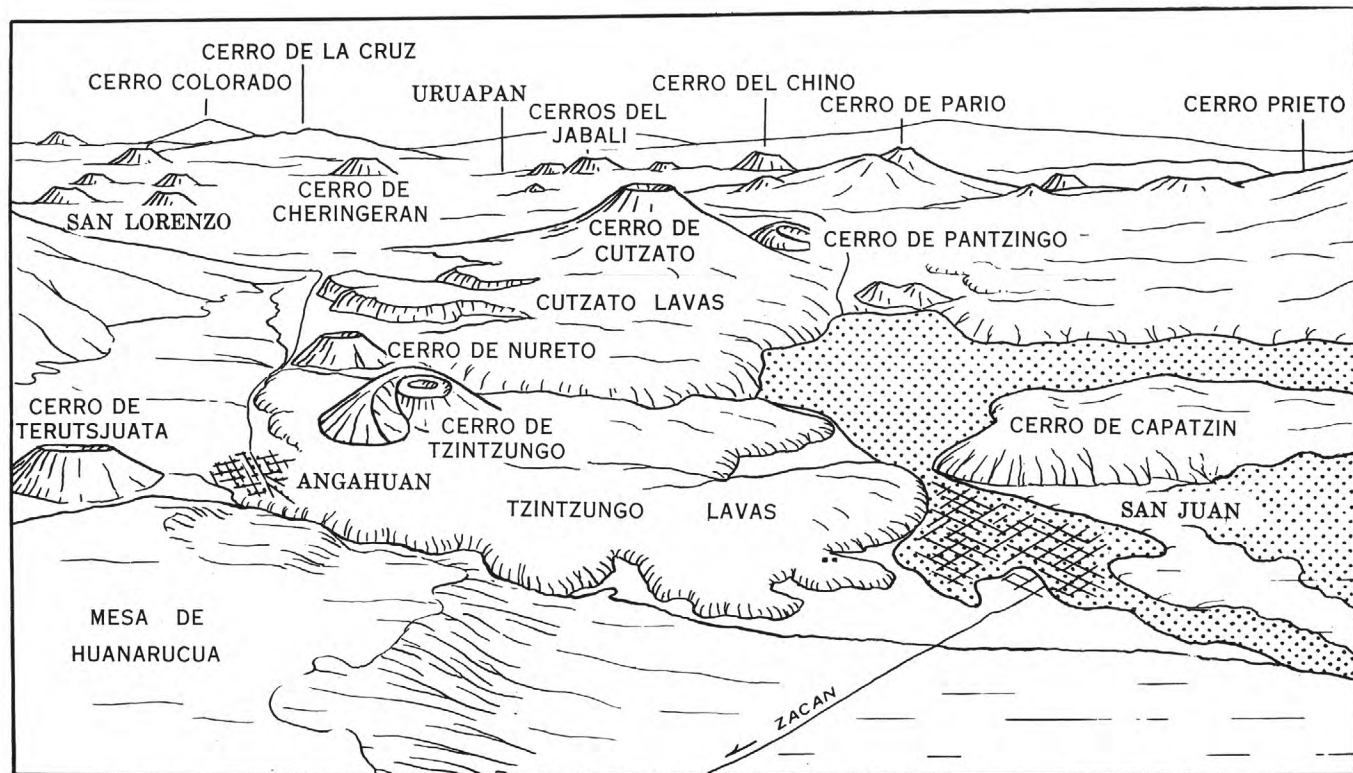 CERRO DE LA CRUZ
CERRO COLORADO
URUAPAN
CERROS DEL
JABALI
CERRO DEL CHINO
CERRO DE PARIO
CERRO PRIETO
CERRO DE
CHERINGERAN
SAN LORENZO
CERRO DE
CUTZATO
CERRO DE PANTZINGO
CUTZATO LAVAS
CERRO DE NURETO
CERRO DE
TERUTSJUATA
CERRO DE
TZINTZUNGO
CERRO DE CAPATZIN
ANGAHUAN
TZINTZUNGO LAVAS
SAN JUAN
MESA DE
HUANARUCUA
ZACAN